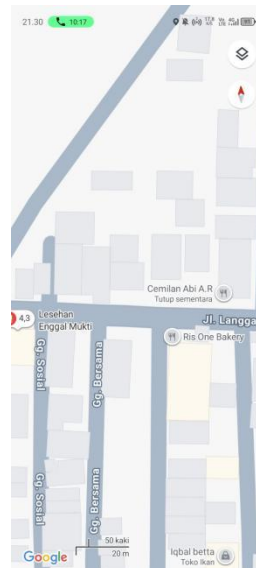 21.30 10:17
Cemilan Abi A.R
Tutup sementara
Jl. Langga
4,3
Lesehan
Enggal Mukti
Ris One Bakery
Gg. Sosial
Gg. Bersama
Gg. Sosial
Gg. Bersama
50 kaki
20 m
Google
Iqbal betta
Toko Ikan